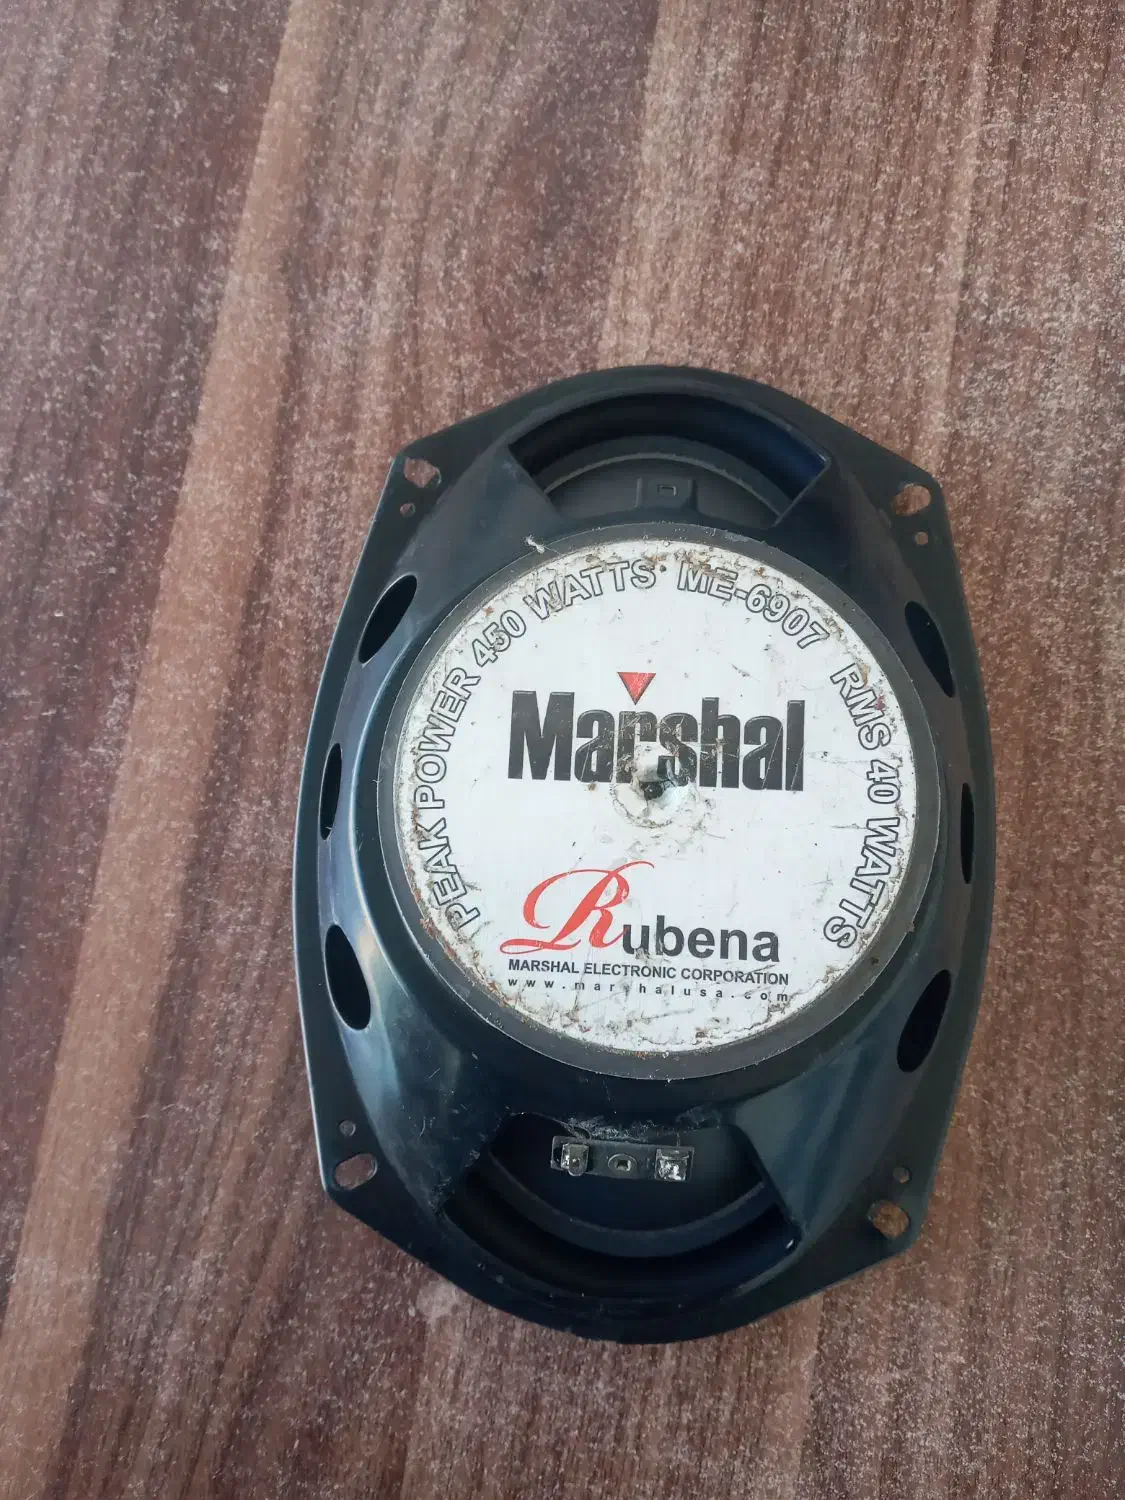 PEAK POWER 450 WATTS ME-6907 RMS 40 WATTS
Marshal
Rubena
MARSHAL ELECTRONIC CORPORATION
www.marshalusa.com